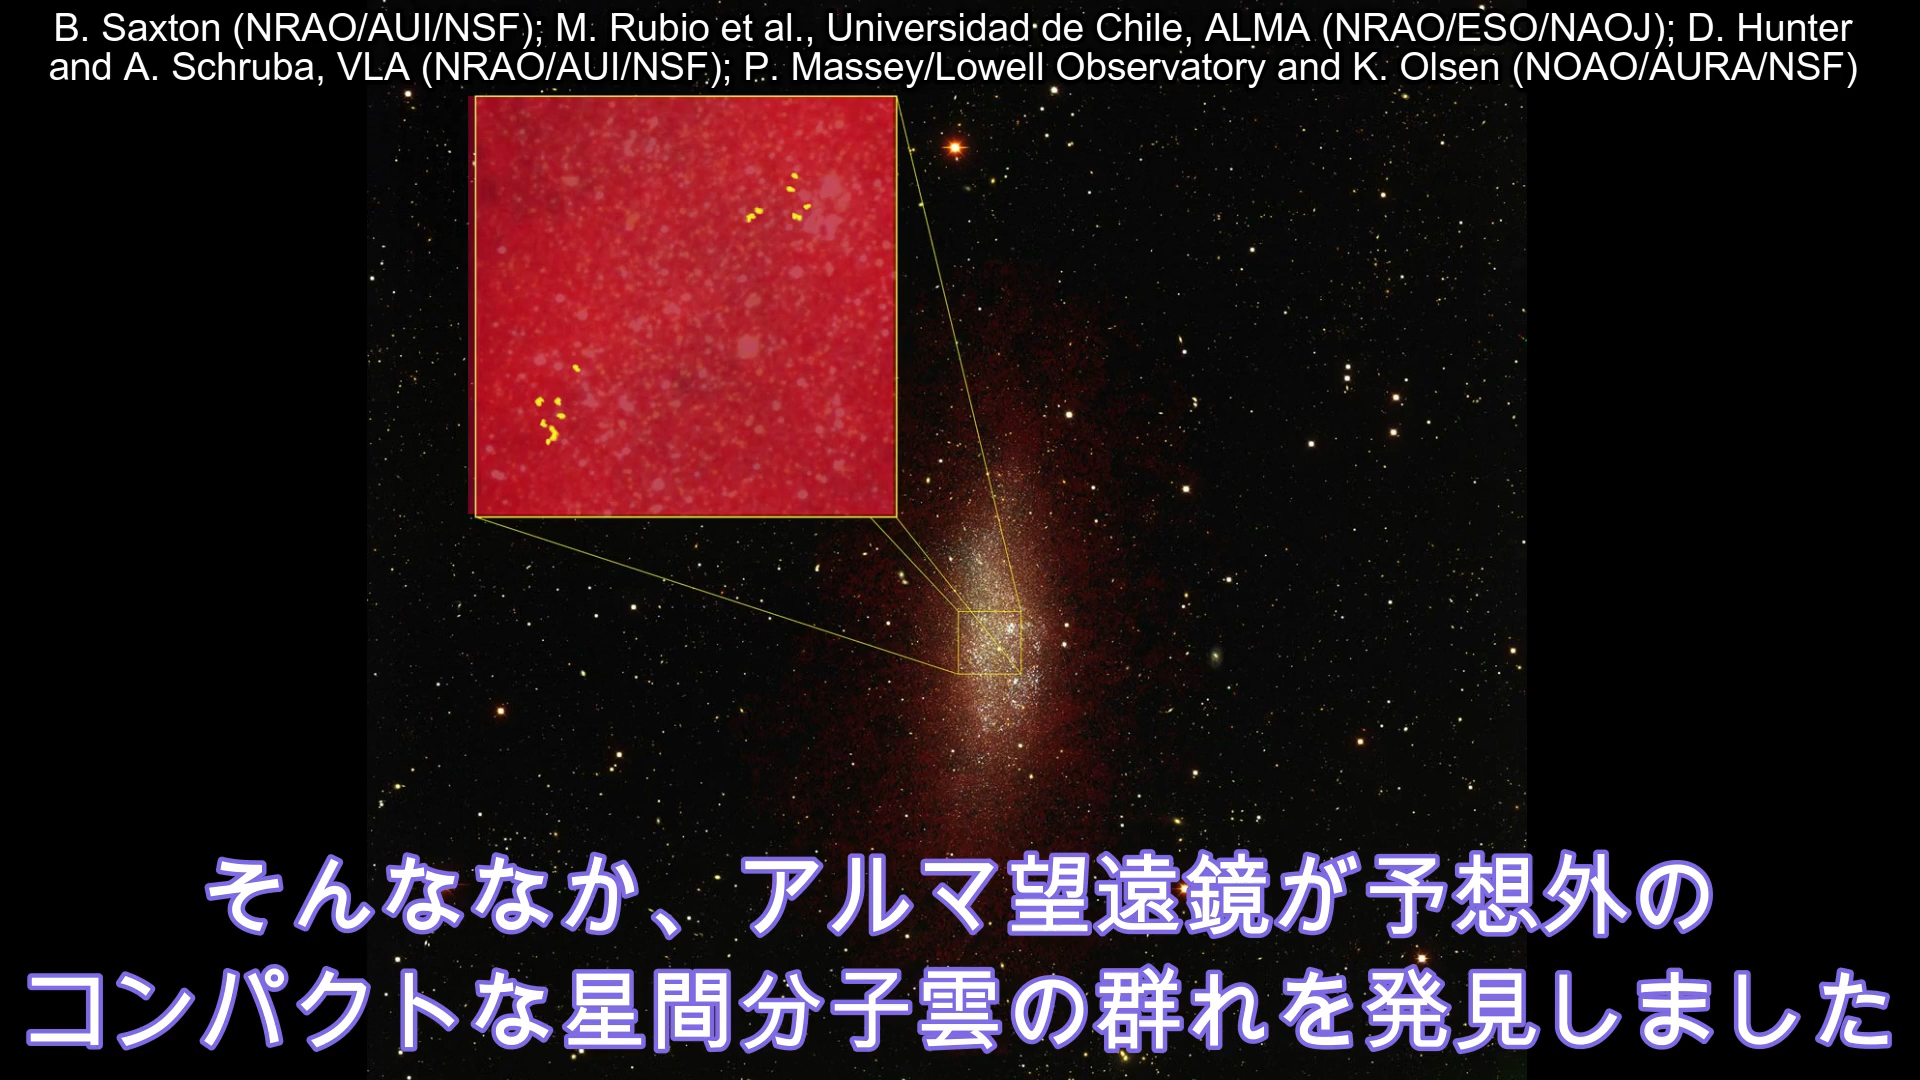 B. Saxton (NRAO/AUI/NSF); M. Rubio et al., Universidad de Chile, ALMA (NRAO/ESO/NAOJ); D. Hunter
and A. Schruba, VLA (NRAO/AUI/NSF); P. Massey/Lowell Observatory and K. Olsen (NOAO/AURA/NSF)
そんななか、アルマ望遠鏡が予想外の
コンパクトな星間分子雲の群れを発見しました